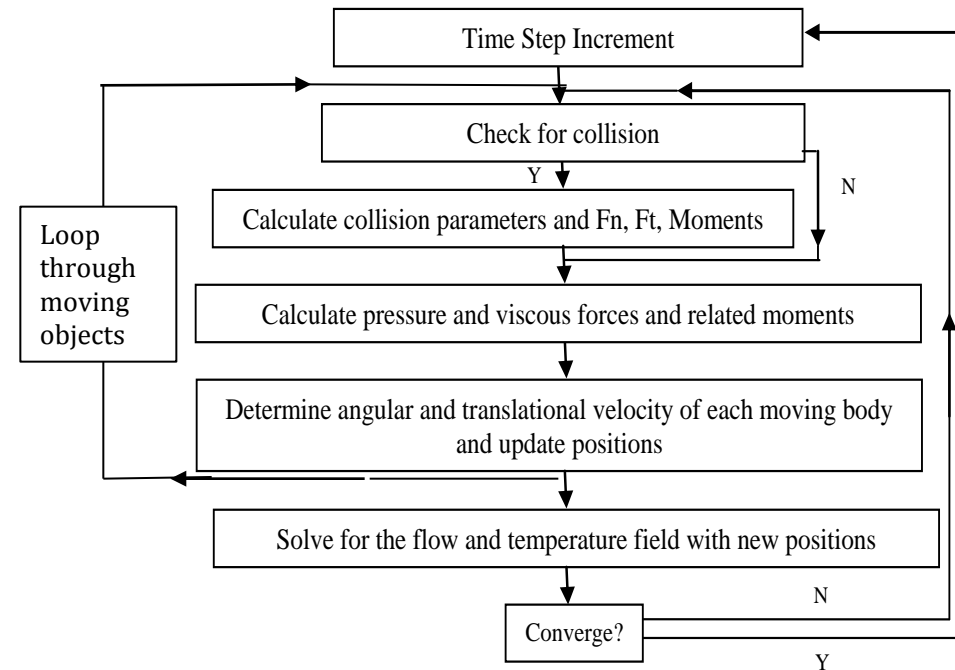 Time Step Increment
Check for collision
Y
N
Calculate collision parameters and Fn, Ft, Moments
Loop
through
moving
objects
Calculate pressure and viscous forces and related moments
Determine angular and translational velocity of each moving body
and update positions
Solve for the flow and temperature field with new positions
N
Converge?
Y